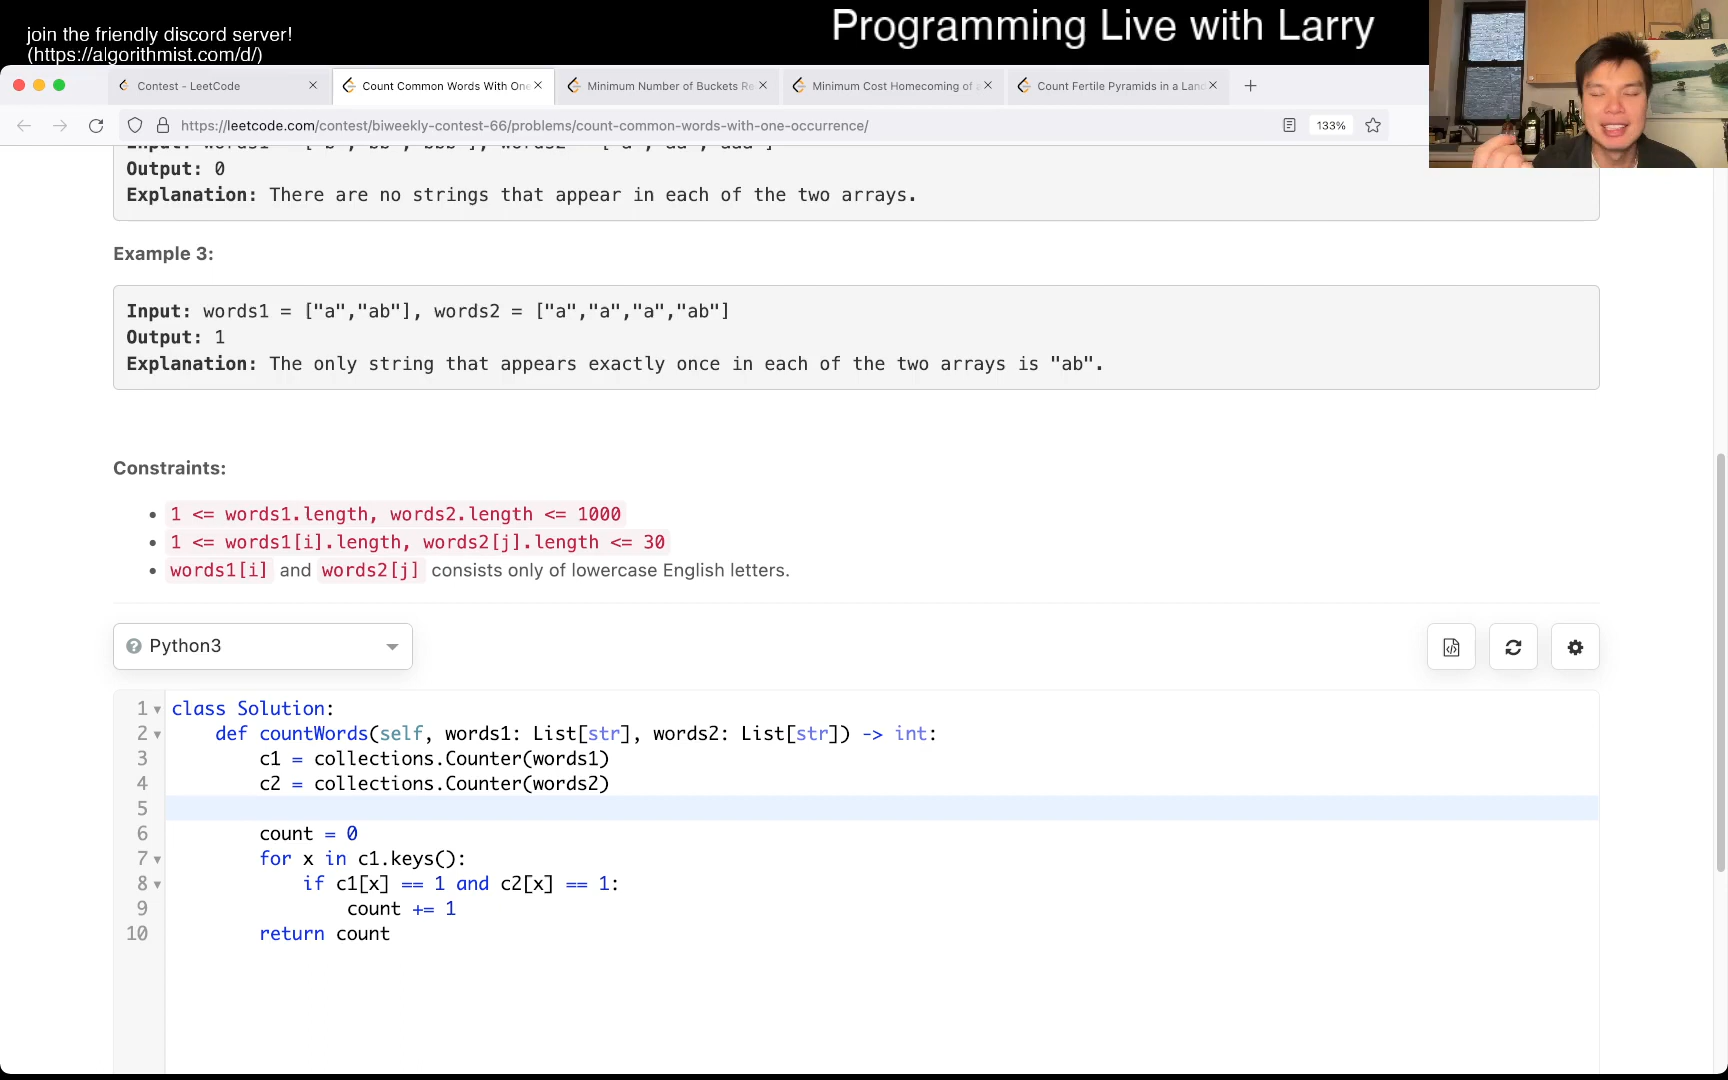 join the friendly discord server!
(https://algorithmist.com/d/)
Programming Live with Larry
Contest - LeetCode
Count Common Words With One
Minimum Number of Buckets Re
Minimum Cost Homecoming of a
Count Fertile Pyramids in a Land
https://leetcode.com/contest/biweekly-contest-66/problems/count-common-words-with-one-occurrence/
133%
Output: 0
Explanation: There are no strings that appear in each of the two arrays.
Example 3:
Input: words1 = ["a","ab"], words2 = ["a","a","a","ab"]
Output: 1
Explanation: The only string that appears exactly once in each of the two arrays is "ab".
Constraints:
1 <= words1.length, words2.length <= 1000
1 <= words1[i].length, words2[j].length <= 30
words1[i] and words2[j] consists only of lowercase English letters.
Python3
1 class Solution:
2 def countWords(self, words1: List[str], words2: List[str]) -> int:
3 c1 = collections.Counter(words1)
4 c2 = collections.Counter(words2)
5
6 count = 0
7 for x in c1.keys():
8 if c1[x] == 1 and c2[x] == 1:
9 count += 1
10 return count